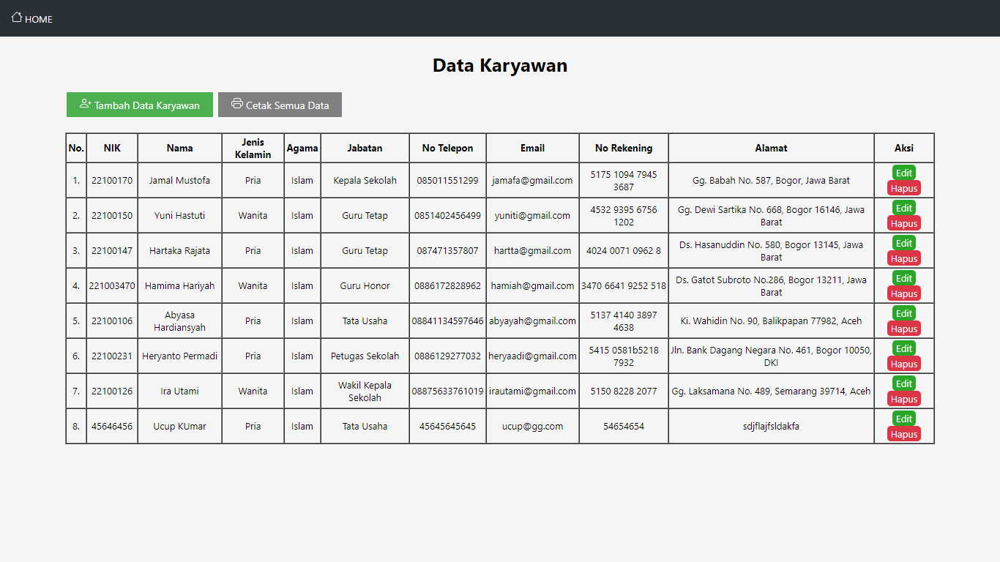 HOME
Data Karyawan
Tambah Data Karyawan Cetak Semua Data
No. NIK Nama Jenis Kelamin Agama Jabatan No Telepon Email No Rekening Alamat Aksi
1. 22100170 Jamal Mustofa Pria Islam Kepala Sekolah 085011551299 jamafa@gmail.com 5175 1094 7945 3687 Gg. Babah No. 587, Bogor, Jawa Barat Edit Hapus
2. 22100150 Yuni Hastuti Wanita Islam Guru Tetap 0851402456499 yuniti@gmail.com 4532 9395 6756 1202 Gg. Dewi Sartika No. 668, Bogor 16146, Jawa Barat Edit Hapus
3. 22100147 Hartaka Rajata Pria Islam Guru Tetap 087471357807 hartta@gmail.com 4024 0071 0962 8 Ds. Hasanuddin No. 580, Bogor 13145, Jawa Barat Edit Hapus
4. 221003470 Hamima Hariyah Wanita Islam Guru Honor 0886172828962 hamiah@gmail.com 3470 6641 9252 518 Ds. Gatot Subroto No.286, Bogor 13211, Jawa Barat Edit Hapus
5. 22100106 Abyasa Hardiansyah Pria Islam Tata Usaha 08841134597646 abyayah@gmail.com 5137 4140 3897 4638 Ki. Wahidin No. 90, Balikpapan 77982, Aceh Edit Hapus
6. 22100231 Heryanto Permadi Pria Islam Petugas Sekolah 0886129277032 heryaadi@gmail.com 5415 0581b5218 7932 Jln. Bank Dagang Negara No. 461, Bogor 10050, DKI Edit Hapus
7. 22100126 Ira Utami Wanita Islam Wakil Kepala Sekolah 08875633761019 irautami@gmail.com 5150 8228 2077 Gg. Laksamana No. 489, Semarang 39714, Aceh Edit Hapus
8. 45646456 Ucup KUmar Pria Islam Tata Usaha 45645645645 ucup@gg.com 54654654 sdjflajfsldakfa Edit Hapus